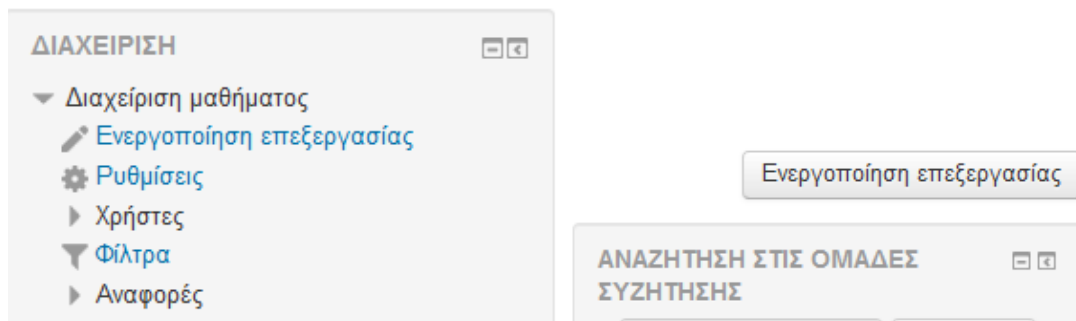 ΔΙΑΧΕΙΡΙΣΗ
Διαχείριση μαθήματος
Ενεργοποίηση επεξεργασίας
Ρυθμίσεις
Χρήστες
Φίλτρα
Αναφορές
Ενεργοποίηση επεξεργασίας
ΑΝΑΖΗΤΗΣΗ ΣΤΙΣ ΟΜΑΔΕΣ
ΣΥΖΗΤΗΣΗΣ